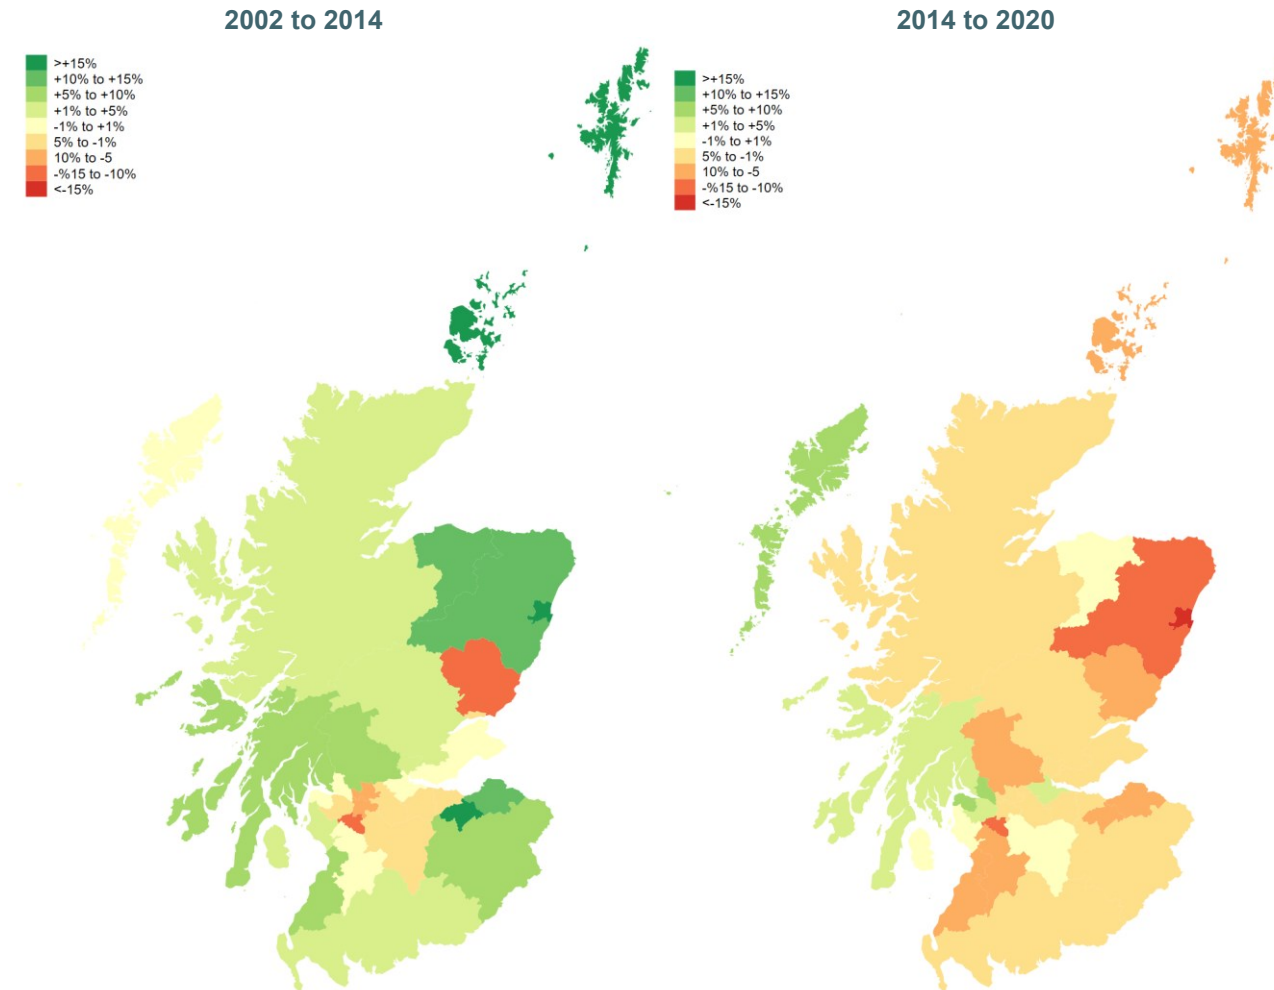 2002 to 2014
>+15%
+10% to +15%
+5% to +10%
+1% to +5%
-1% to +1%
5% to -1%
10% to -5
-%15 to -10%
<-15%
2014 to 2020
>+15%
+10% to +15%
+5% to +10%
+1% to +5%
-1% to +1%
5% to -1%
10% to -5
-%15 to -10%
<-15%